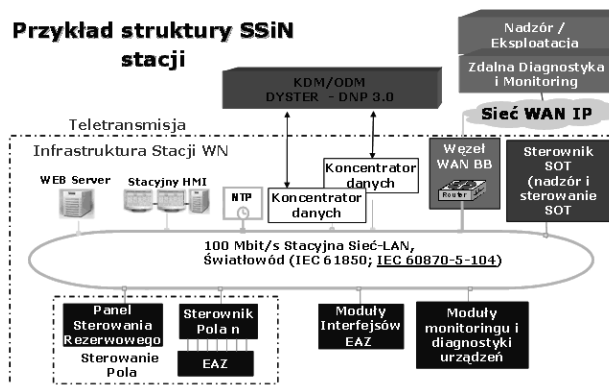 Przykład struktury SSiN
stacji
Nadzór /
Eksploatacja
Zdalna Diagnostyka
i Monitoring
KDM/ODM
DYSTER - DNP 3.0
Sieć WAN IP
Teletransmisja
Infrastruktura Stacji WN
WEB Server
Stacyjny HMI
NTP
Koncentrator
danych
Koncentrator
danych
Węzeł
WAN BB
Router
Sterownik
SOT
(nadzór i
sterowanie
SOT
100 Mbit/s Stacyjna Sieć-LAN,
Światłowód (IEC 61850; IEC 60870-5-104)
Panel
Sterowania
Rezerwowego
Sterowanie
Pola
Sterownik
Pola n
EAZ
Moduły
Interfejsów
EAZ
Moduły
monitoringu i
diagnostyki
urządzeń